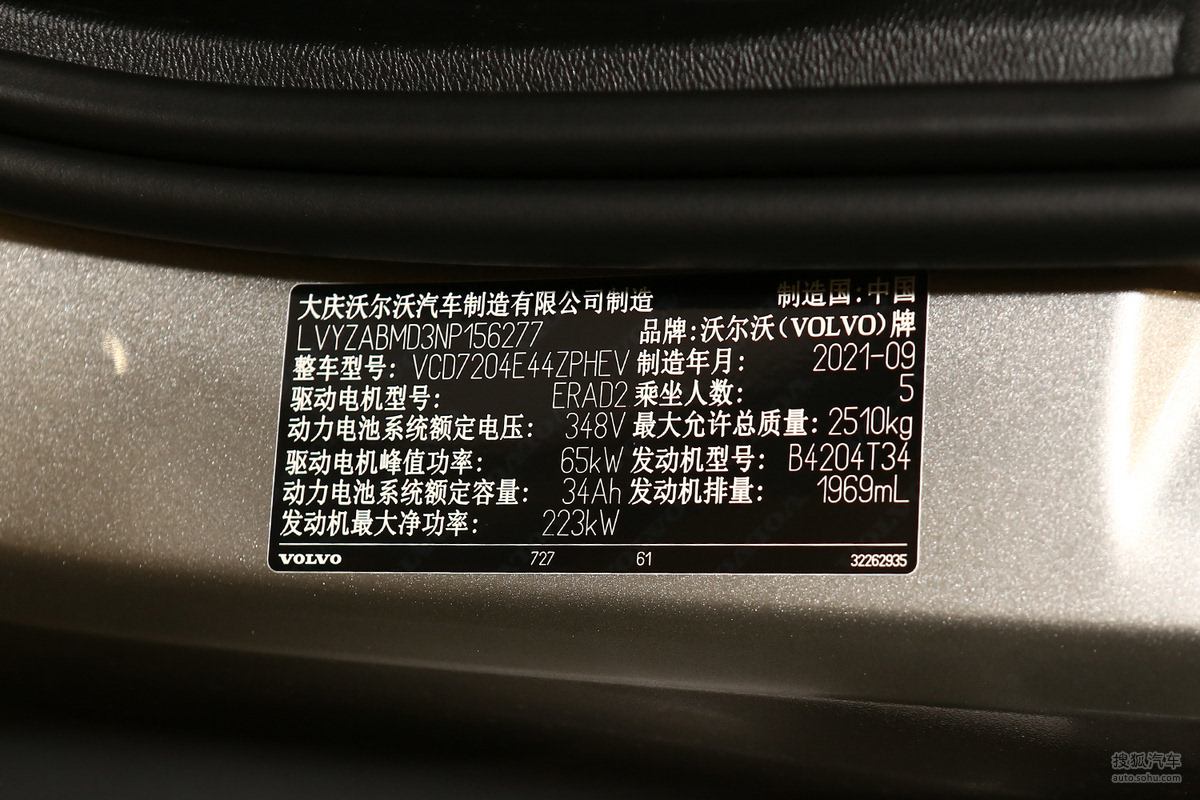 大庆沃尔沃汽车制造有限公司制造 制造国:中国
LVYZABMD3NP156277 品牌:沃尔沃(VOLVO)牌
整车型号: VCD7204E44ZPHEV 制造年月: 2021-09
驱动电机型号: ERAD2 乘坐人数: 5
动力电池系统额定电压: 348V 最大允许总质量: 2510kg
驱动电机峰值功率: 65kW 发动机型号: B4204T34
动力电池系统额定容量: 34Ah 发动机排量: 1969mL
发动机最大净功率: 223kW
VOLVO 727 61 32262935
搜狐汽车
auto.sohu.com